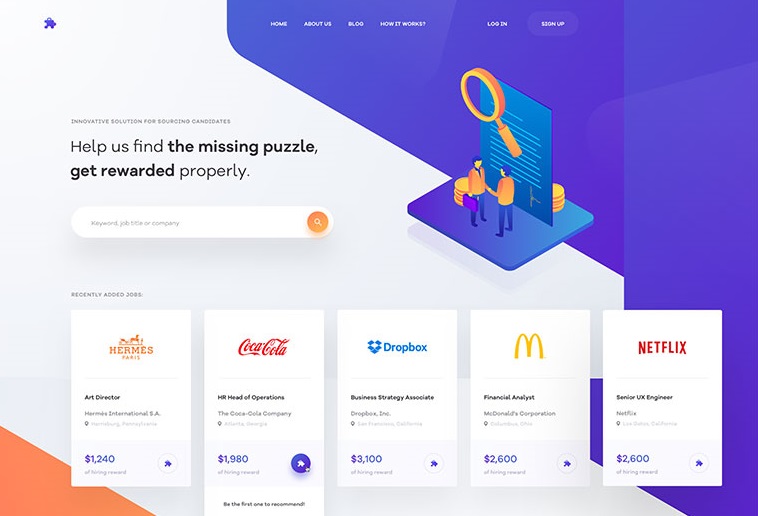 HOME ABOUT US BLOG HOW IT WORKS? LOG IN SIGN UP
INNOVATIVE SOLUTION FOR SOURCING CANDIDATES
Help us find the missing puzzle,
get rewarded properly.
Keyword, job title or company
RECENTLY ADDED JOBS:
HERMÈS
PARIS
Coca-Cola
Dropbox
NETFLIX
Art Director
Hermès International S.A.
Harrisburg, Pennsylvania
$1,240
of hiring reward
HR Head of Operations
The Coca-Cola Company
Atlanta, Georgia
$1,980
of hiring reward
Be the first one to recommend!
Business Strategy Associate
Dropbox, Inc.
San Francisco, California
$3,100
of hiring reward
Financial Analyst
McDonald's Corporation
Columbus, Ohio
$2,600
of hiring reward
Senior UX Engineer
Netflix
Los Gatos, California
$2,600
of hiring reward